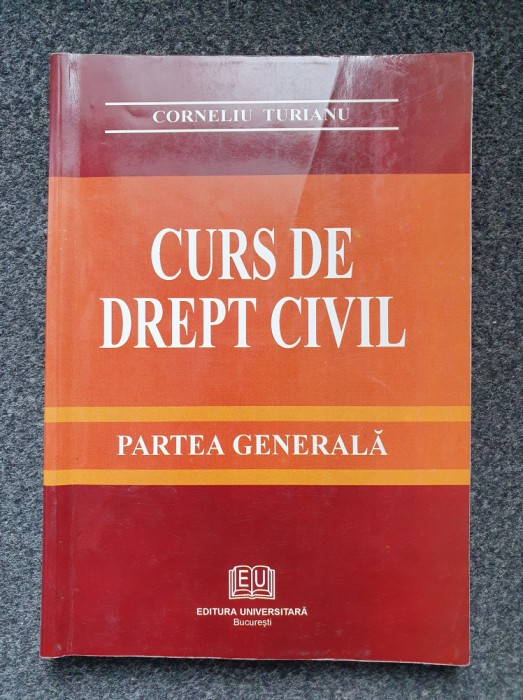 CORNELIU TURIANU
CURS DE
DREPT CIVIL
PARTEA GENERALĂ
EU
EDITURA UNIVERSITARĂ
București